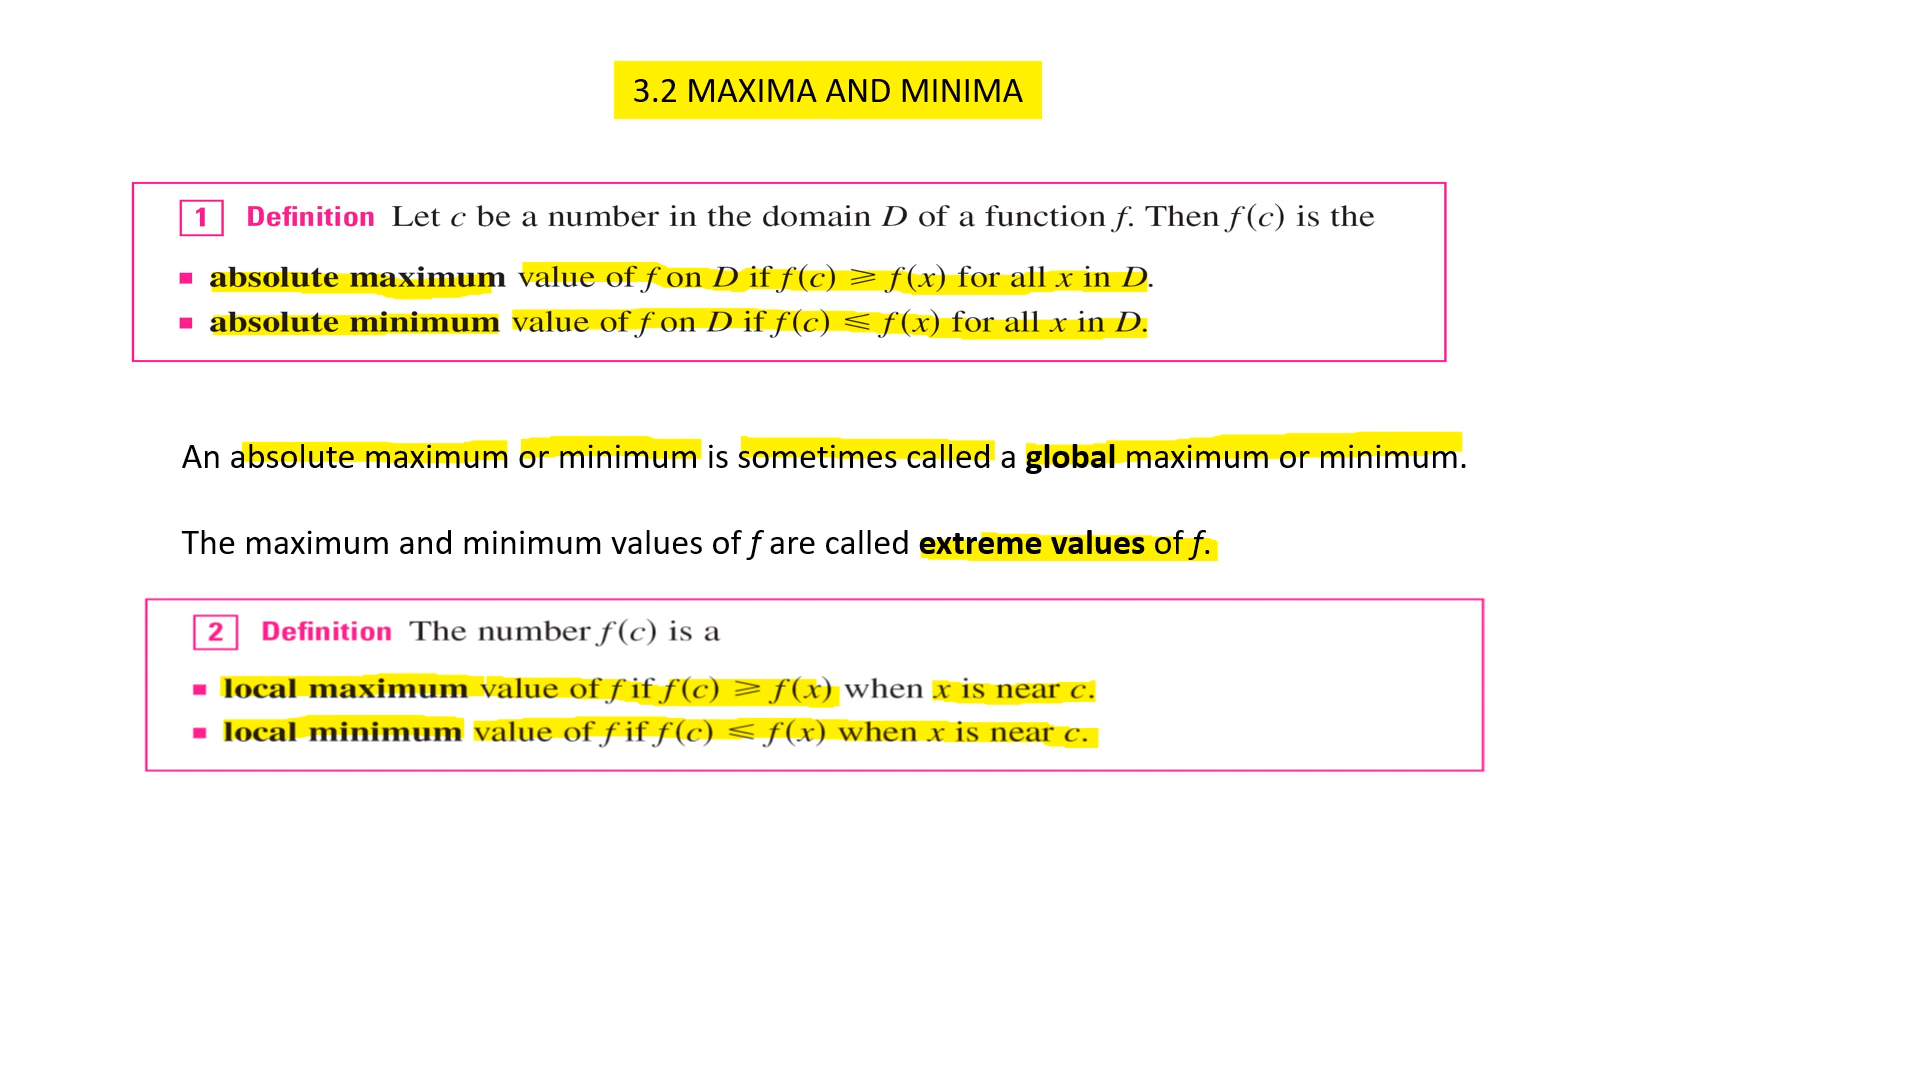 3.2 MAXIMA AND MINIMA
1 Definition Let c be a number in the domain D of a function f. Then f(c) is the
▪ absolute maximum value of f on D if f(c) ⩾ f(x) for all x in D.
▪ absolute minimum value of f on D if f(c) ⩽ f(x) for all x in D.
An absolute maximum or minimum is sometimes called a global maximum or minimum.
The maximum and minimum values of f are called extreme values of f.
2 Definition The number f(c) is a
▪ local maximum value of f if f(c) ⩾ f(x) when x is near c.
▪ local minimum value of f if f(c) ⩽ f(x) when x is near c.